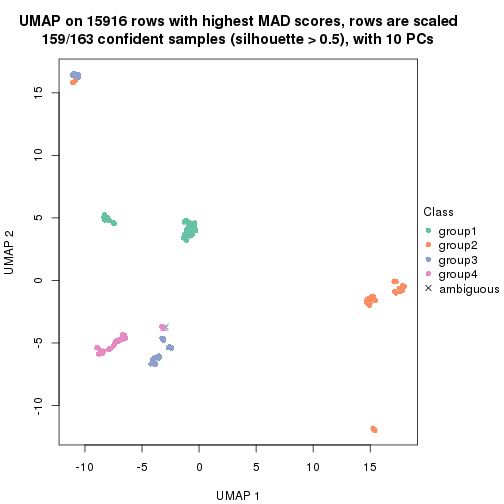 UMAP on 15916 rows with highest MAD scores, rows are scaled
159/163 confident samples (silhouette > 0.5), with 10 PCs
UMAP 2
15
10
5
0
-5
-10
-10
-5
0
5
10
15
UMAP 1
Class
group1
group2
group3
group4
ambiguous